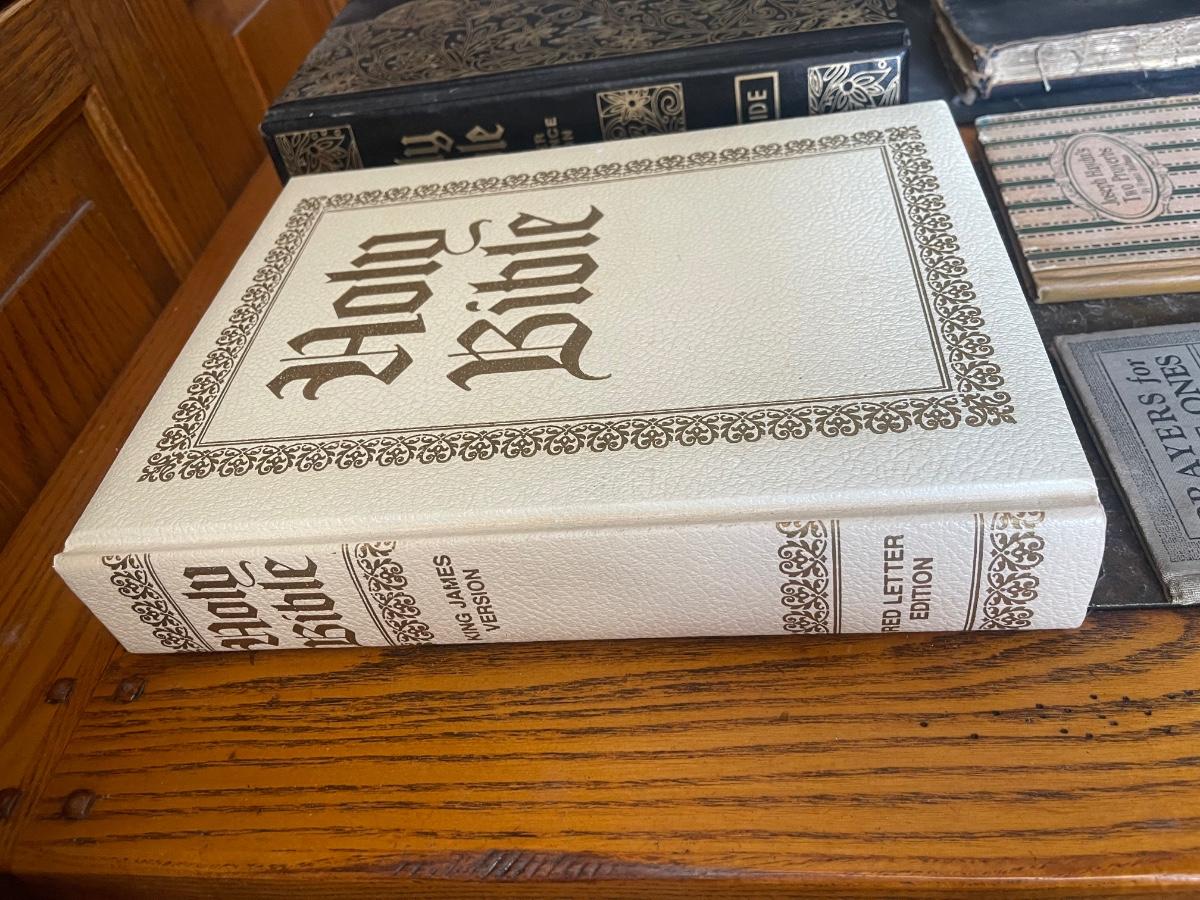 Holy
Bible
Holy
Bible
KING JAMES
VERSION
RED LETTER
EDITION
Joseph Haydn's
Two Proverbs
PRAYERS for